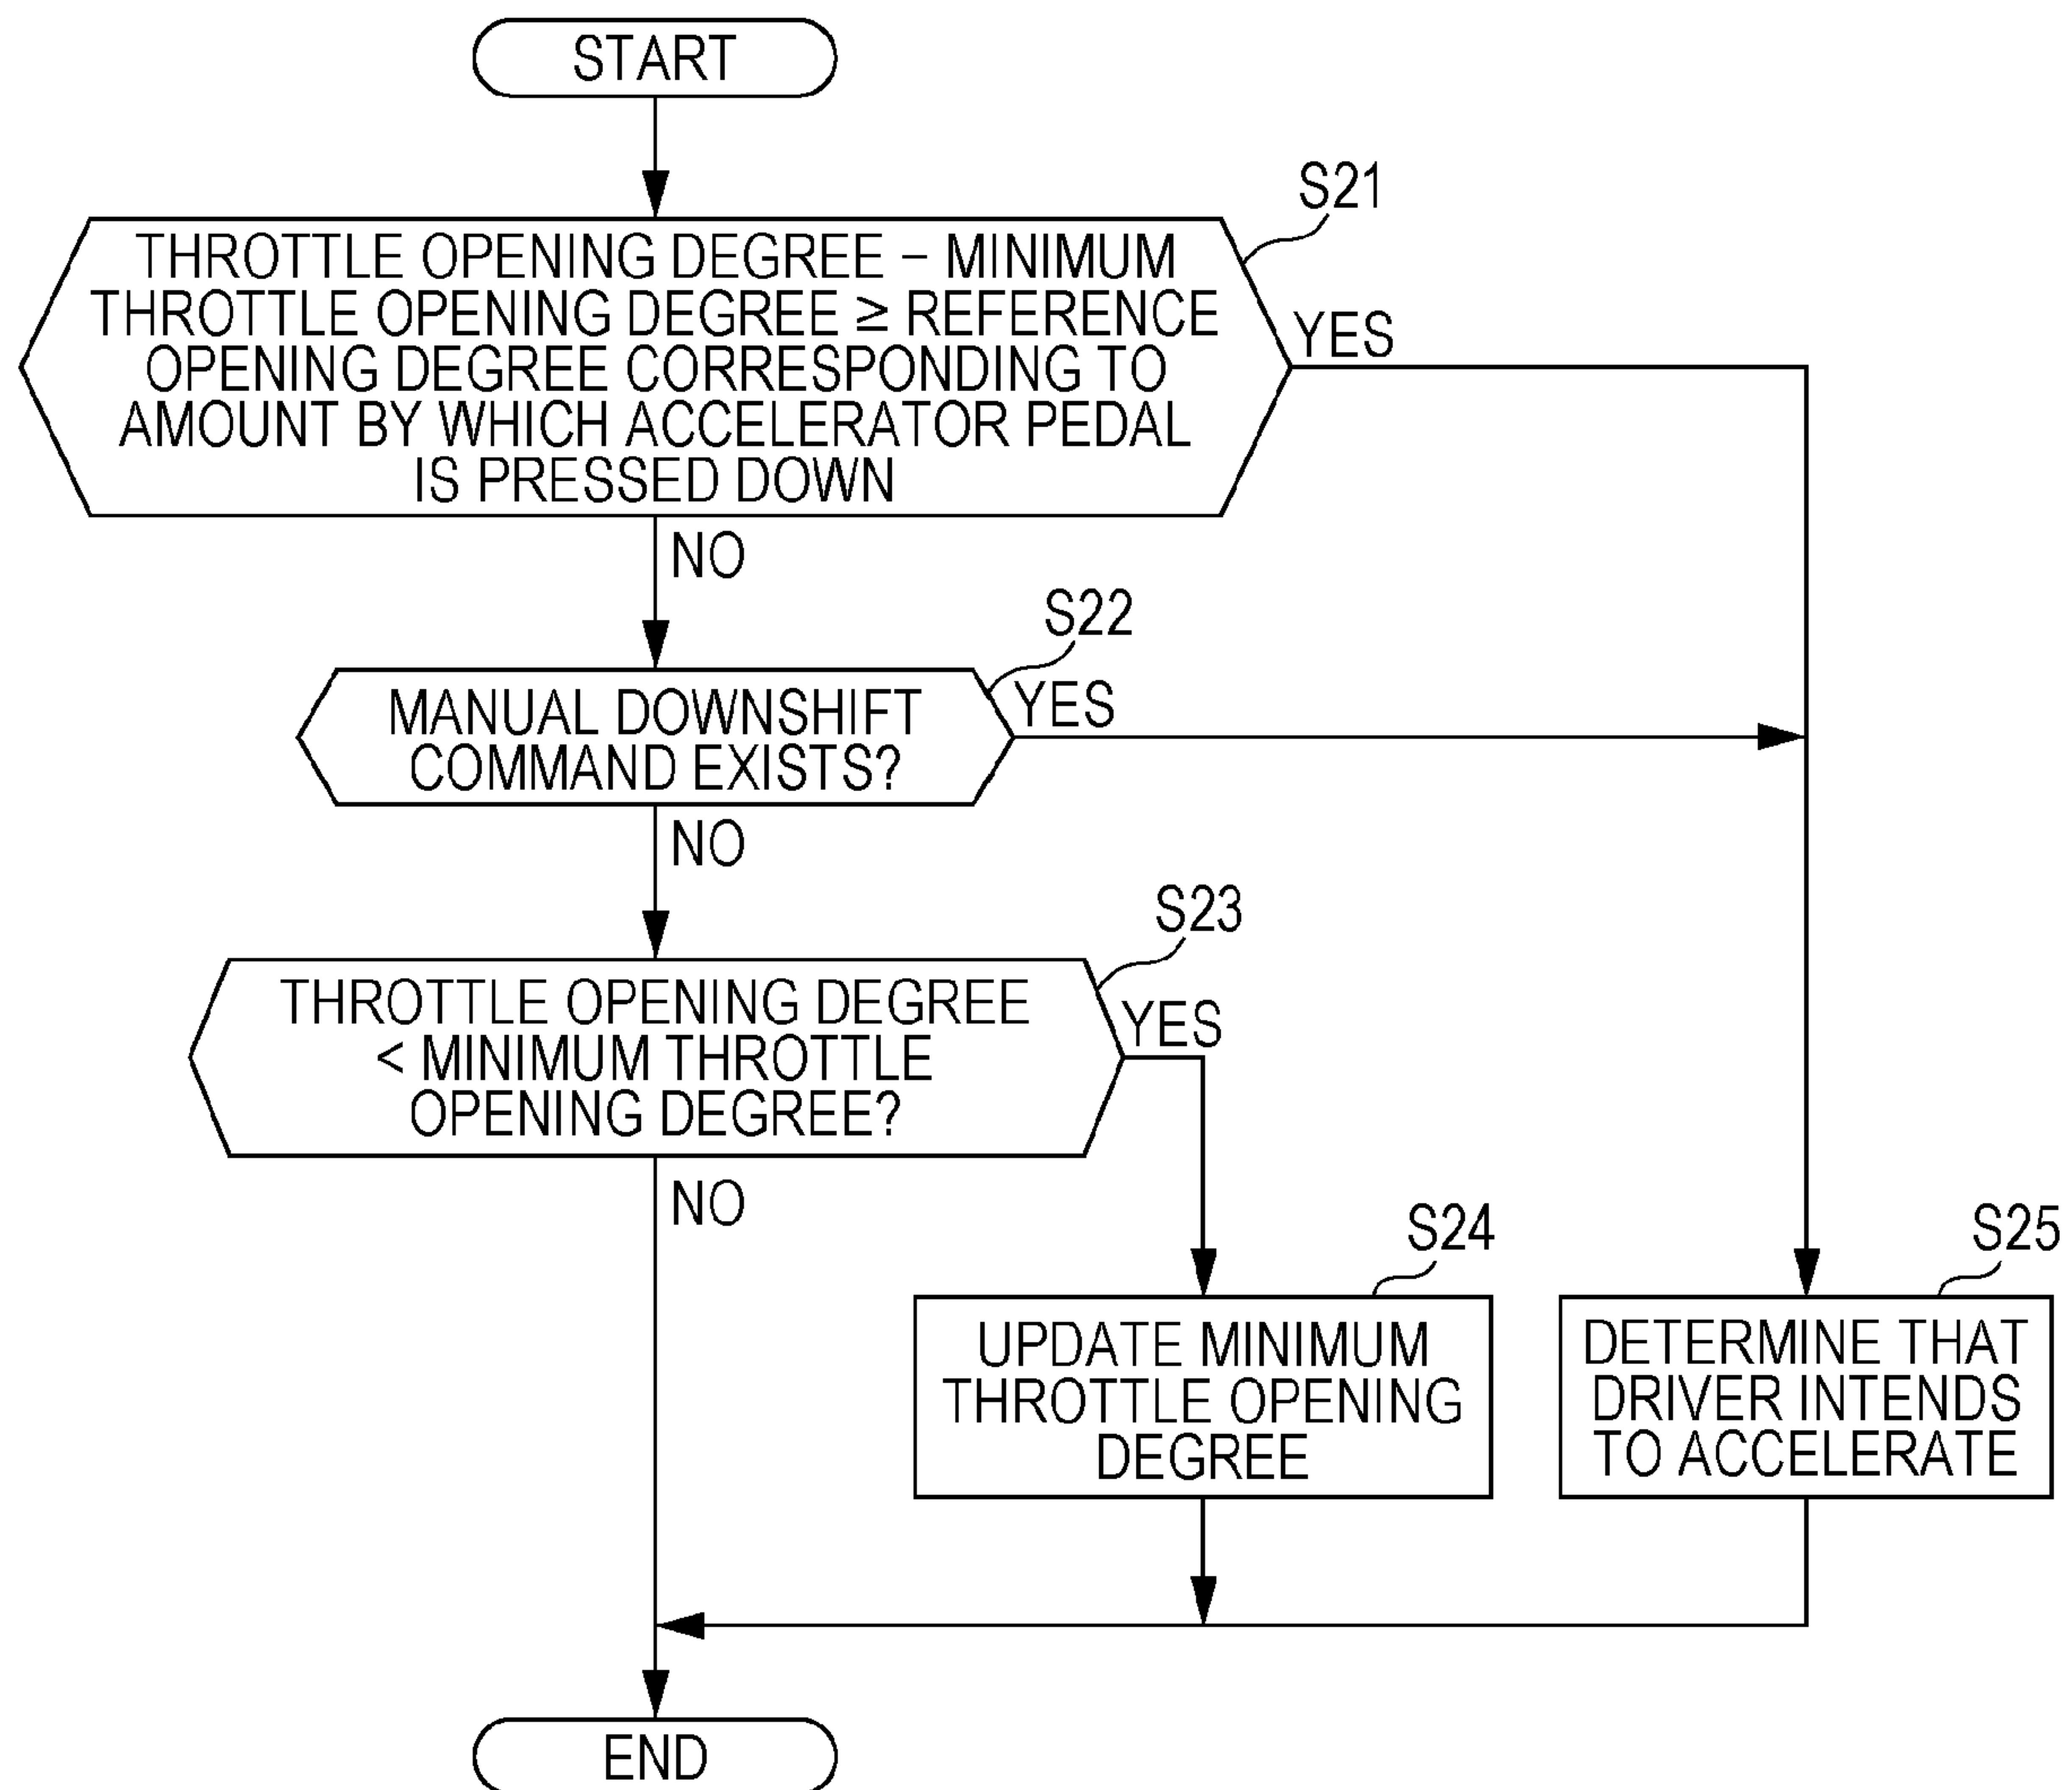 START
S21
THROTTLE OPENING DEGREE – MINIMUM
THROTTLE OPENING DEGREE ≥ REFERENCE
OPENING DEGREE CORRESPONDING TO
AMOUNT BY WHICH ACCELERATOR PEDAL
IS PRESSED DOWN
YES
NO
S22
MANUAL DOWNSHIFT
COMMAND EXISTS?
YES
NO
S23
THROTTLE OPENING DEGREE
< MINIMUM THROTTLE
OPENING DEGREE?
YES
NO
S24
UPDATE MINIMUM
THROTTLE OPENING
DEGREE
S25
DETERMINE THAT
DRIVER INTENDS
TO ACCELERATE
END